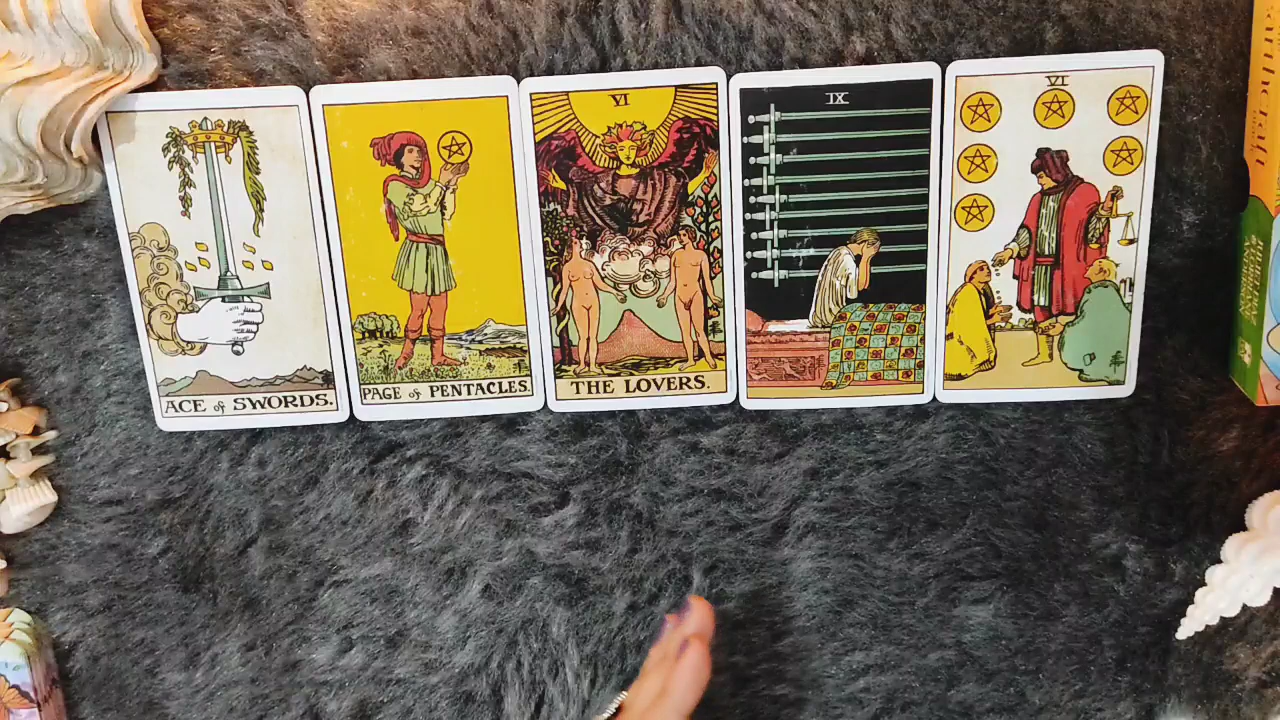 ACE of SWORDS.
PAGE of PENTACLES.
VI
THE LOVERS.
IX
VI